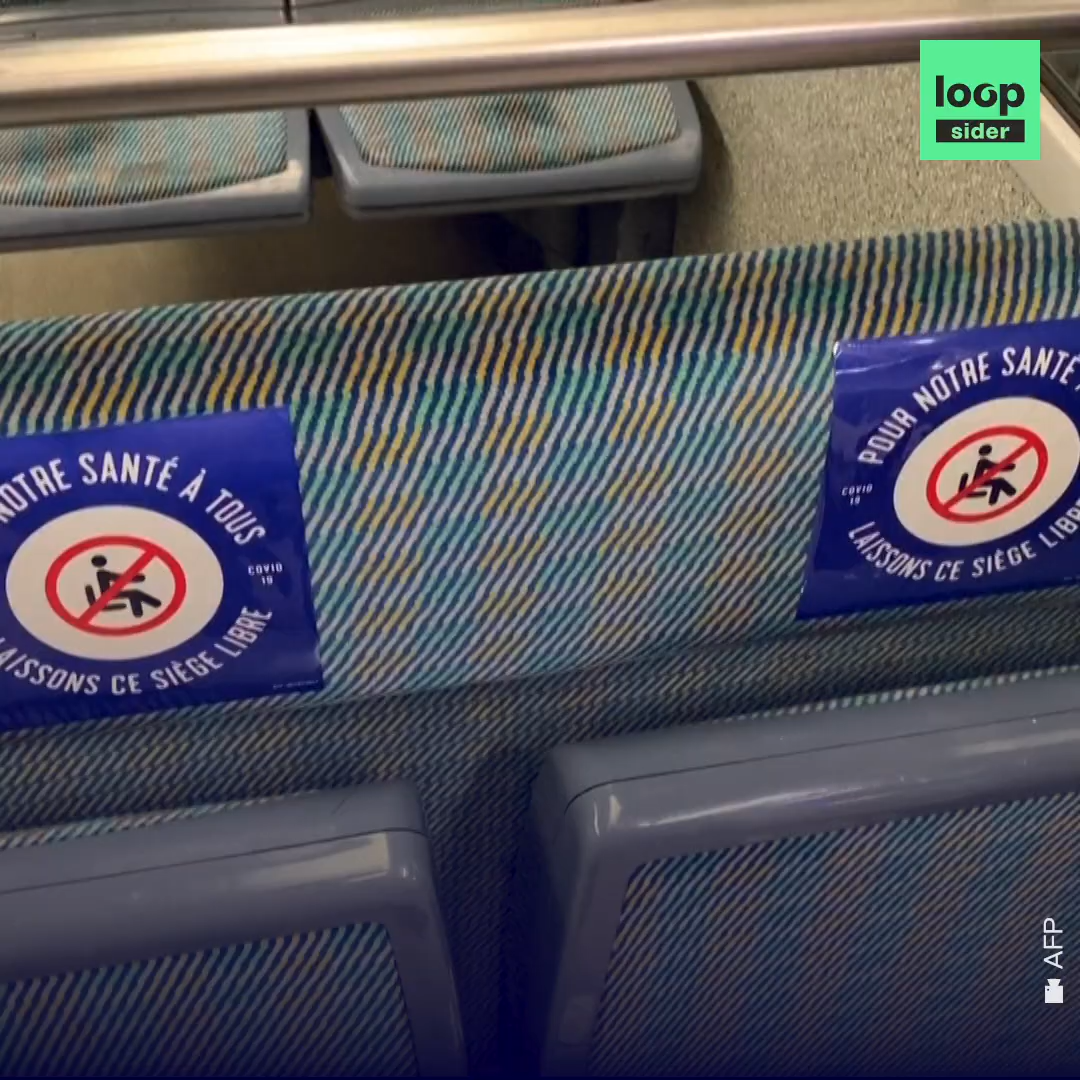 loop
sider
POUR NOTRE SANTÉ
COVID
19
LAISSONS CE SIÈGE LIBRE
NOTRE SANTÉ À TOUS
COVID
19
LAISSONS CE SIÈGE LIBRE
AFP